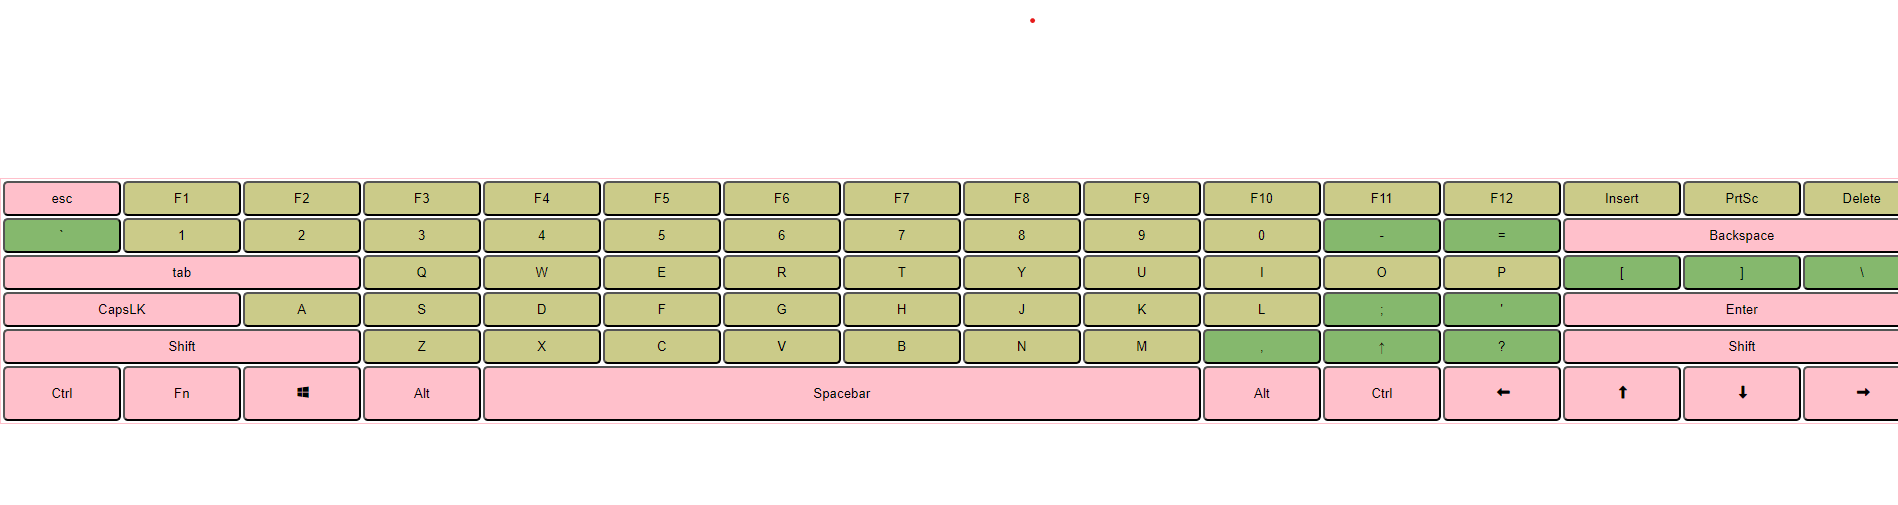 esc F1 F2 F3 F4 F5 F6 F7 F8 F9 F10 F11 F12 Insert PrtSc Delete
` 1 2 3 4 5 6 7 8 9 0 - = Backspace
tab Q W E R T Y U I O P [ ] \
CapsLK A S D F G H J K L ; ' Enter
Shift Z X C V B N M , ↑ ? Shift
Ctrl Fn Alt Spacebar Alt Ctrl 🠈 🠉 🠋 🠊